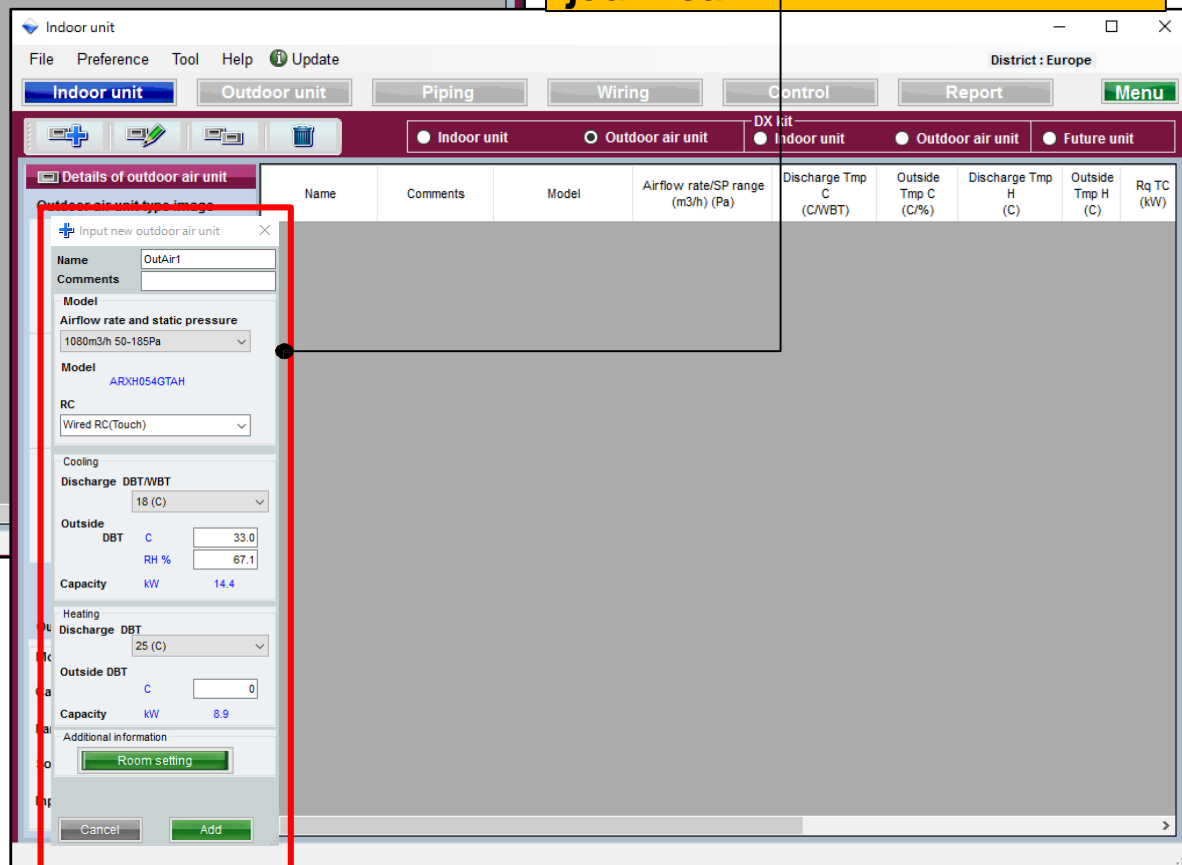 Indoor unit
File Preference Tool Help Update District : Europe
Indoor unit Outdoor unit Piping Wiring Control Report Menu
DX kit
Indoor unit Outdoor air unit Indoor unit Outdoor air unit Future unit
Details of outdoor air unit
Outdoor air unit type image
Name Comments Model Airflow rate/SP range (m3/h) (Pa) Discharge Tmp C (C/WBT) Outside Tmp C (C/%) Discharge Tmp H (C) Outside Tmp H (C) Rq TC (kW)
Input new outdoor air unit
Name OutAir1
Comments
Model
Airflow rate and static pressure
1080m3/h 50-185Pa
Model
ARXH054GTAH
RC
Wired RC(Touch)
Cooling
Discharge DBT/WBT
18 (C)
Outside
DBT C 33.0
RH % 67.1
Capacity kW 14.4
Heating
Discharge DBT
25 (C)
Outside DBT
C 0
Capacity kW 8.9
Additional information
Room setting
Cancel Add